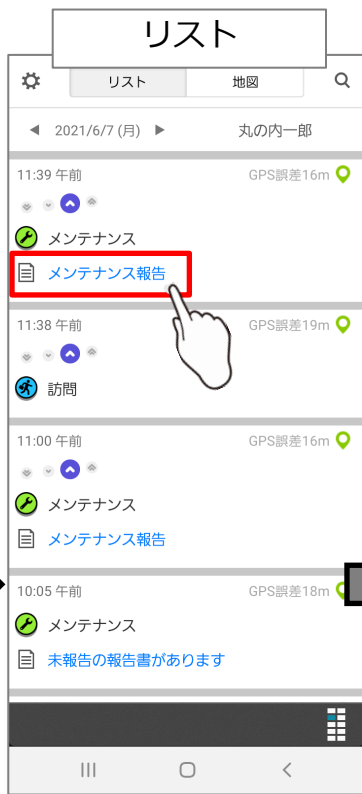 リスト
リスト 地図
◀ 2021/6/7 (月) ▶ 丸の内一郎
11:39 午前 GPS誤差16m
メンテナンス
メンテナンス報告
11:38 午前 GPS誤差19m
訪問
11:00 午前 GPS誤差16m
メンテナンス
メンテナンス報告
10:05 午前 GPS誤差18m
メンテナンス
未報告の報告書があります